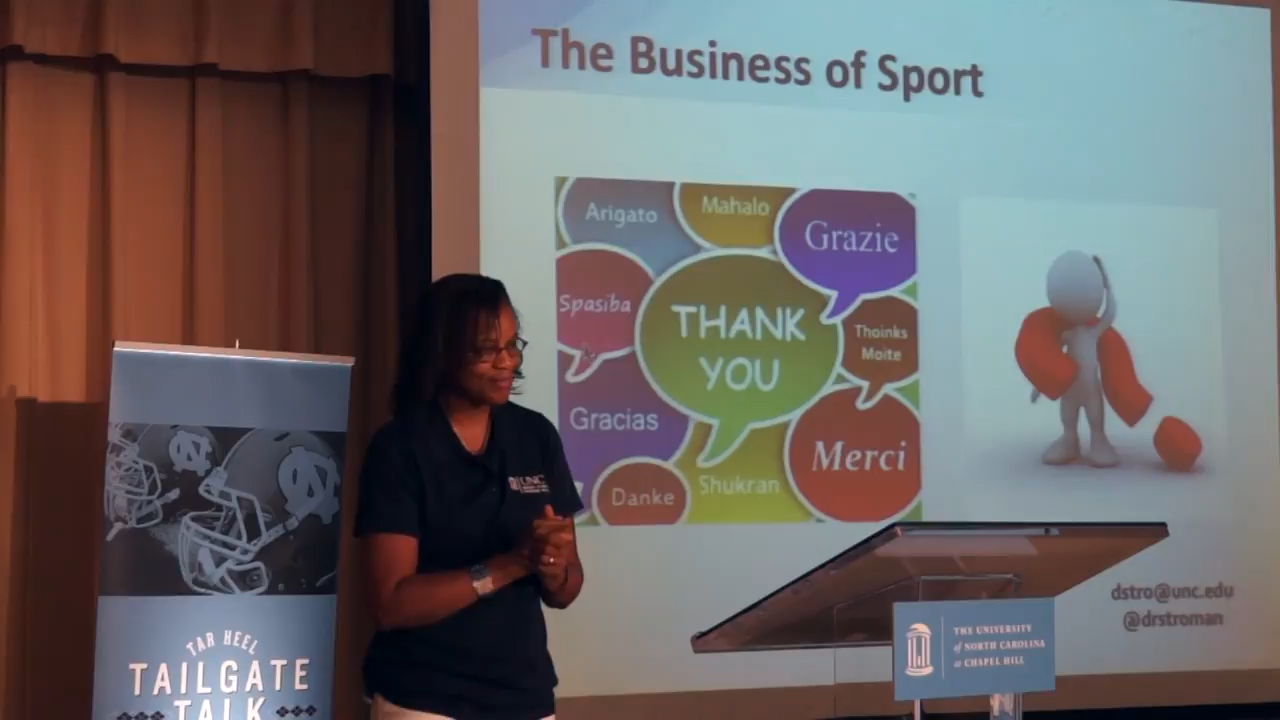 The Business of Sport
Arigato
Mahalo
Grazie
Spasiba
THANK
YOU
Thoinks
Moite
Gracias
Merci
Danke
Shukran
dstro@unc.edu
@drstroman
THE UNIVERSITY
of NORTH CAROLINA
at CHAPEL HILL
UNC
TAR HEEL
TAILGATE
TALK